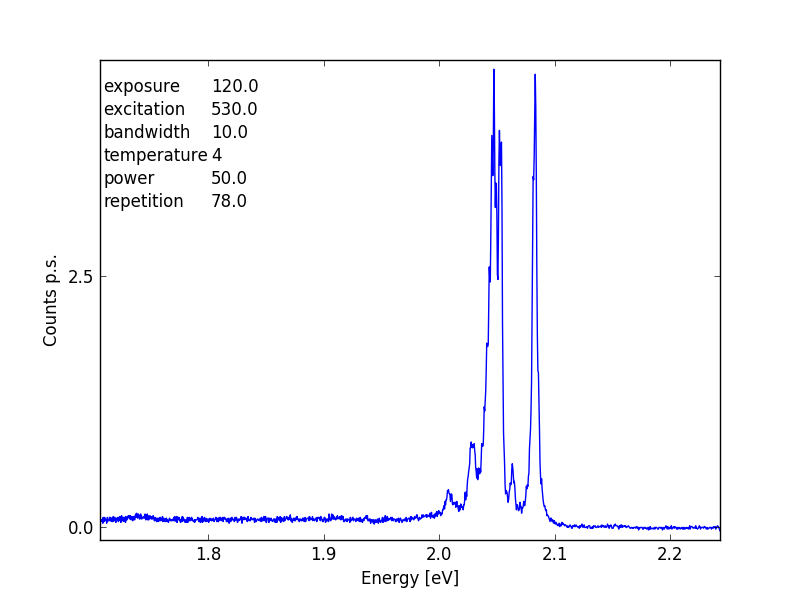 exposure 120.0
excitation 530.0
bandwidth 10.0
temperature 4
power 50.0
repetition 78.0
Counts p.s.
2.5
0.0
1.8 1.9 2.0 2.1 2.2
Energy [eV]